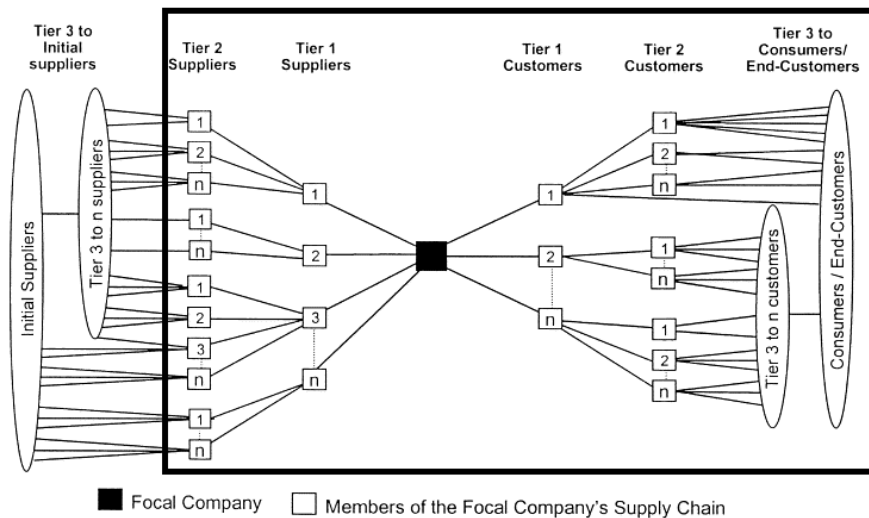 Tier 3 to
Initial
suppliers
Tier 2
Suppliers
Tier 1
Suppliers
Tier 1
Customers
Tier 2
Customers
Tier 3 to
Consumers/
End-Customers
Initial Suppliers
Tier 3 to n suppliers
1
2
n
1
n
1
2
3
n
1
n
1
2
3
n
1
2
n
1
2
n
1
n
1
2
n
Tier 3 to n customers
Consumers / End-Customers
Focal Company
Members of the Focal Company's Supply Chain